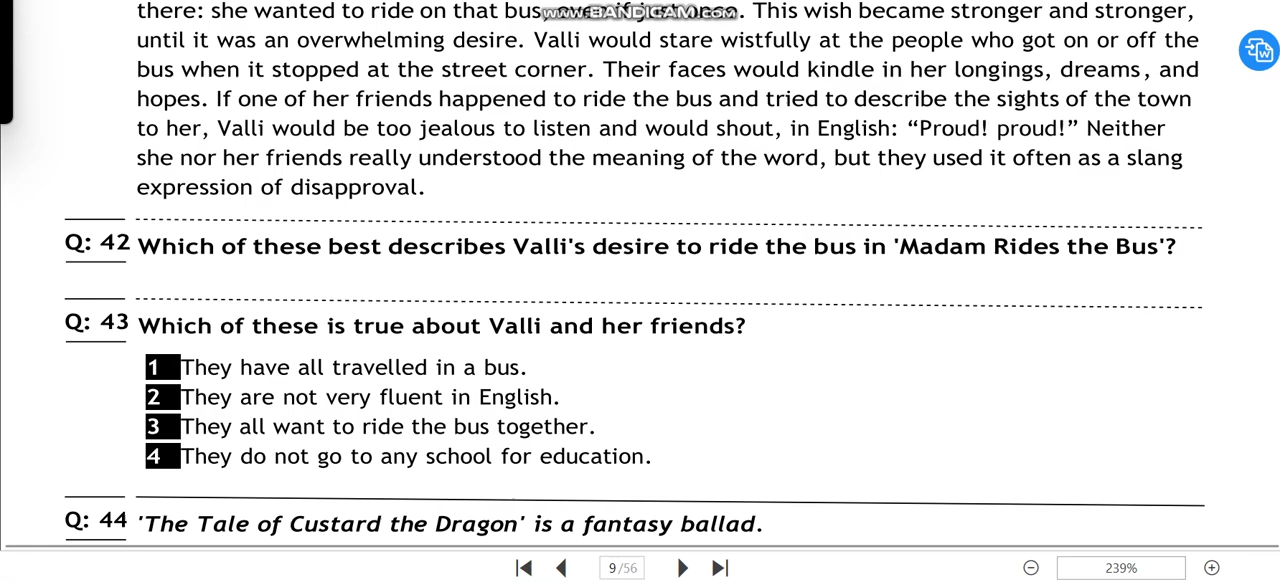 there: she wanted to ride on that bus, even if just once. This wish became stronger and stronger,
www.BANDICAM.com
until it was an overwhelming desire. Valli would stare wistfully at the people who got on or off the
bus when it stopped at the street corner. Their faces would kindle in her longings, dreams, and
hopes. If one of her friends happened to ride the bus and tried to describe the sights of the town
to her, Valli would be too jealous to listen and would shout, in English: “Proud! proud!” Neither
she nor her friends really understood the meaning of the word, but they used it often as a slang
expression of disapproval.
Q: 42 Which of these best describes Valli's desire to ride the bus in 'Madam Rides the Bus'?
Q: 43 Which of these is true about Valli and her friends?
1 They have all travelled in a bus.
2 They are not very fluent in English.
3 They all want to ride the bus together.
4 They do not go to any school for education.
Q: 44 'The Tale of Custard the Dragon' is a fantasy ballad.
9 /56
239%